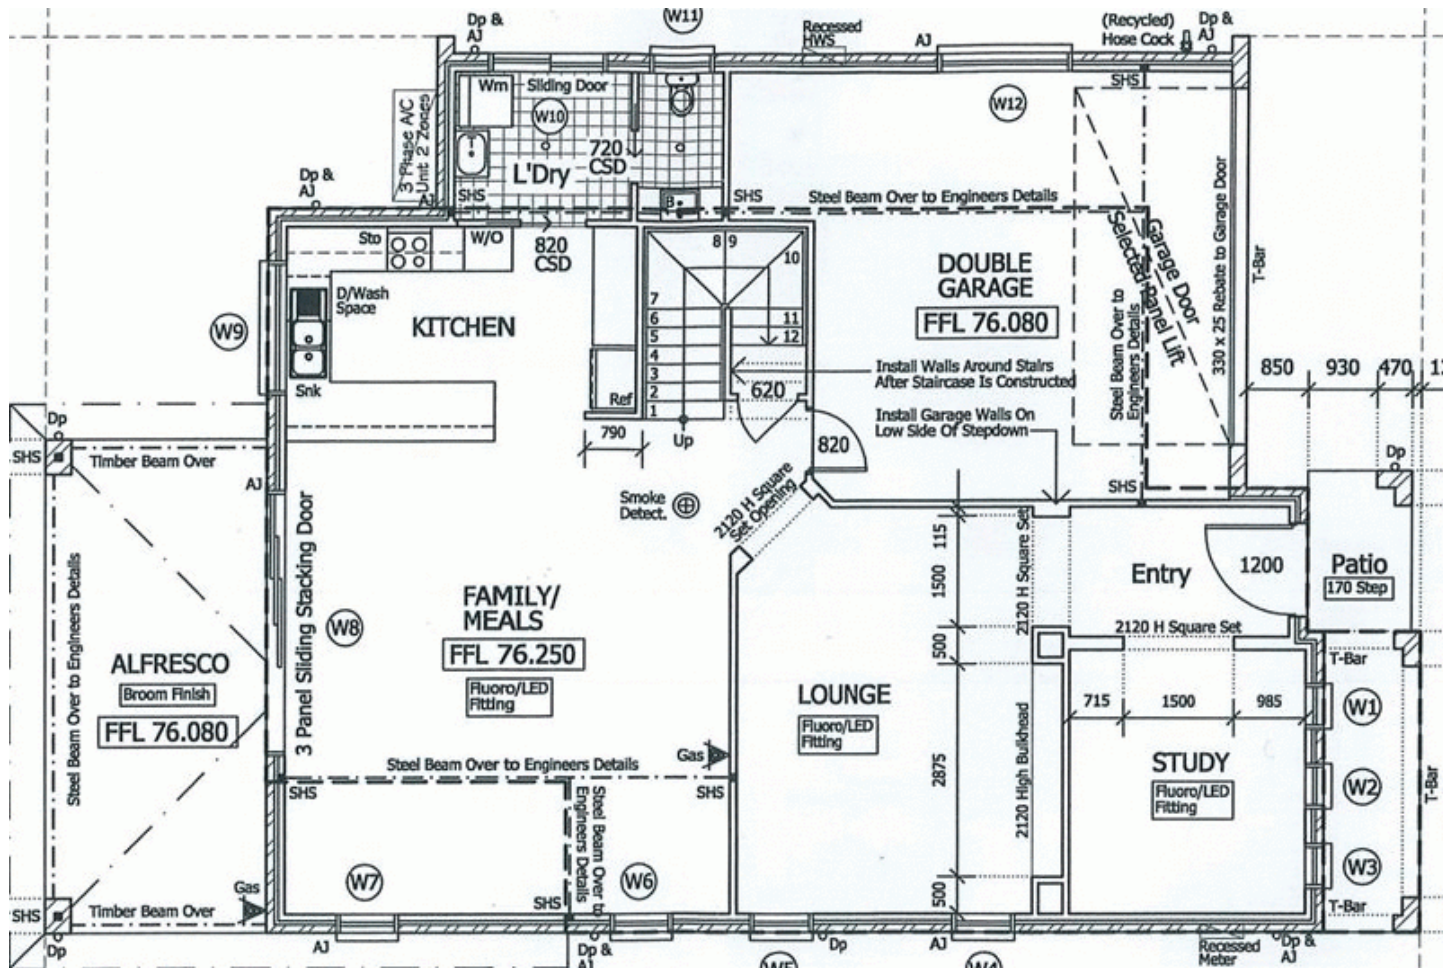 Dp &
AJ
W11
Recessed
HWS
AJ
(Recycled)
Hose Cock
Dp &
AJ
3 Phase A/C
Unit 2 Zones
Wm
Sliding Door
W10
720
CSD
L'Dry
SHS
B
SHS
SHS
W12
Dp &
AJ
AJ
Steel Beam Over to Engineers Details
Sto
W/O
820
CSD
8
9
10
7
6
5
4
3
2
1
11
12
620
Up
D/Wash
Space
KITCHEN
Snk
Ref
790
W9
DOUBLE
GARAGE
FFL 76.080
Garage Door
Selected Panel Lift
Steel Beam Over to
Engineers Details
330 x 25 Rebate to Garage Door
T-Bar
Install Walls Around Stairs
After Staircase Is Constructed
Install Garage Walls On
Low Side Of Stepdown
820
850
930
470
Dp
SHS
Timber Beam Over
AJ
Smoke
Detect.
2120 H Square
Set Opening
SHS
Dp
3 Panel Sliding Stacking Door
W8
FAMILY/
MEALS
FFL 76.250
Fluoro/LED
Fitting
Steel Beam Over to Engineers Details
ALFRESCO
Broom Finish
FFL 76.080
115
1500
500
2875
500
2120 H Square Set
2120 High Bulkhead
Entry
1200
Patio
170 Step
2120 H Square Set
LOUNGE
Fluoro/LED
Fitting
715
1500
985
STUDY
Fluoro/LED
Fitting
T-Bar
W1
W2
W3
T-Bar
T-Bar
Gas
Steel Beam Over to Engineers Details
SHS
SHS
Steel Beam Over to
Engineers Details
W7
W6
SHS
Gas
SHS
Timber Beam Over
Dp
AJ
Dp &
AJ
W5
Dp
AJ
W4
Recessed
Meter
Dp &
AJ